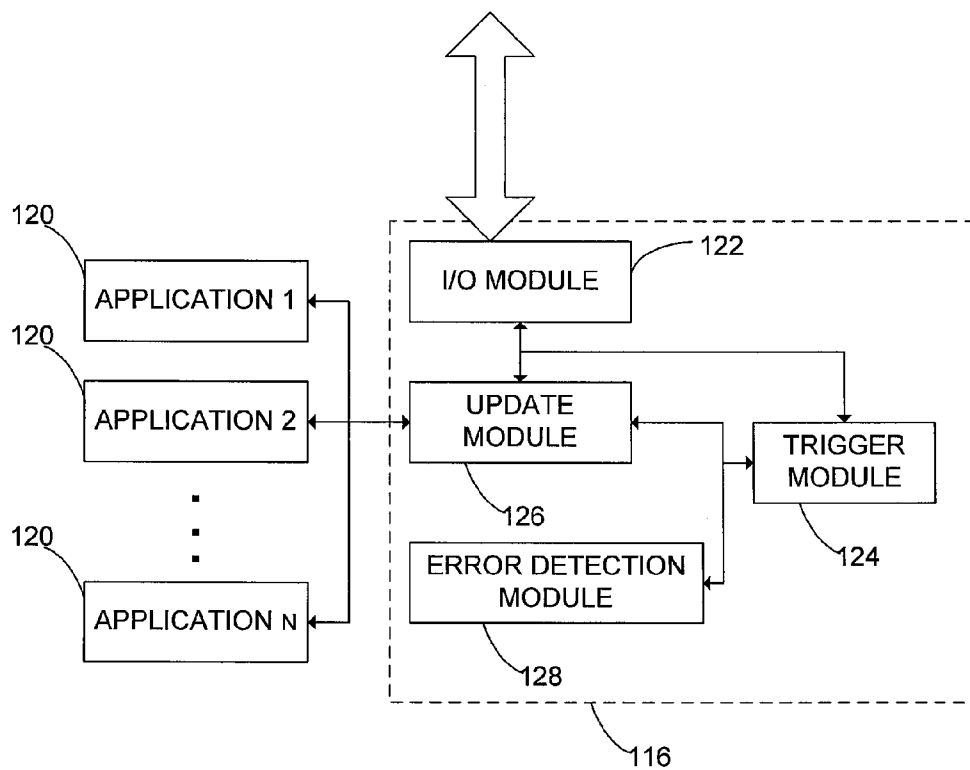 120
APPLICATION 1
120
APPLICATION 2
120
APPLICATION N
I/O MODULE
122
UPDATE
MODULE
126
TRIGGER
MODULE
124
ERROR DETECTION
MODULE
128
116